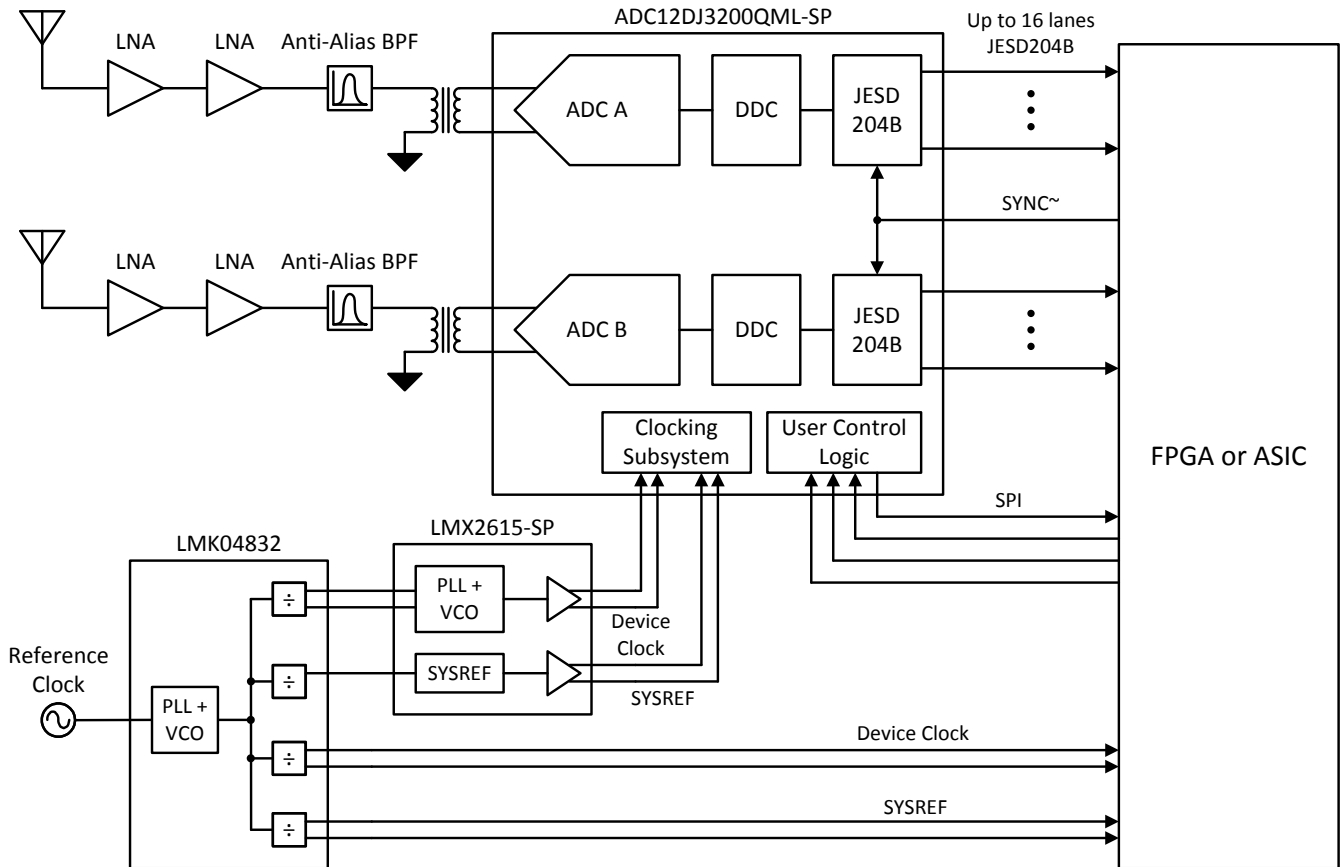 ADC12DJ3200QML-SP
Up to 16 lanes
JESD204B
LNA
LNA
Anti-Alias BPF
ADC A
DDC
JESD
204B
SYNC~
LNA
LNA
Anti-Alias BPF
ADC B
DDC
JESD
204B
Clocking
Subsystem
User Control
Logic
FPGA or ASIC
SPI
LMK04832
LMX2615-SP
÷
PLL +
VCO
Device
Clock
Reference
Clock
÷
SYSREF
SYSREF
PLL +
VCO
÷
Device Clock
÷
SYSREF